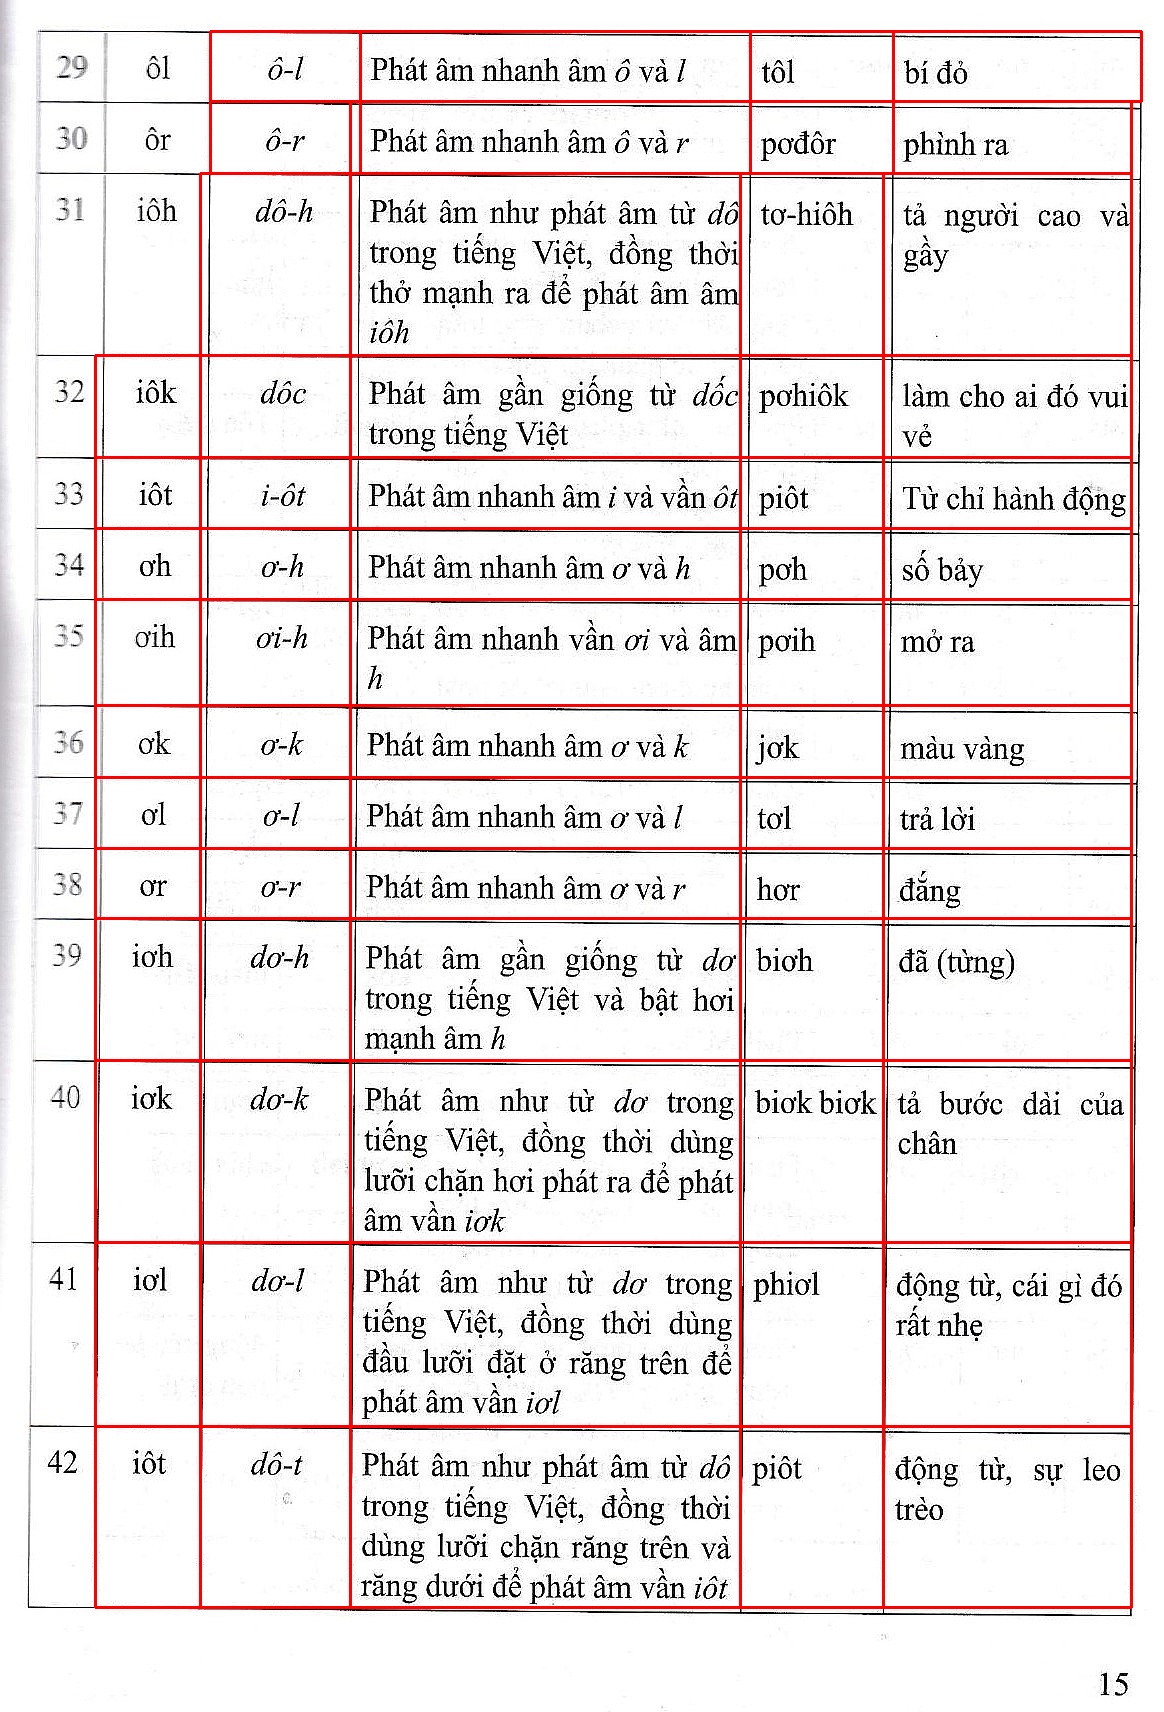 29 ôl ô-l Phát âm nhanh âm ô và l tôl bí đỏ
30 ôr ô-r Phát âm nhanh âm ô và r pơđôr phình ra
31 iôh dô-h Phát âm như phát âm từ dô tơ-hiôh tả người cao và
trong tiếng Việt, đồng thời gầy
thở mạnh ra để phát âm âm
iôh
32 iôk dôc Phát âm gần giống từ dốc pơhiôk làm cho ai đó vui
trong tiếng Việt vẻ
33 iôt i-ôt Phát âm nhanh âm i và vần ôt piôt Từ chỉ hành động
34 ơh ơ-h Phát âm nhanh âm ơ và h pơh số bảy
35 ơih ơi-h Phát âm nhanh vần ơi và âm pơih mở ra
h
36 ơk ơ-k Phát âm nhanh âm ơ và k jơk màu vàng
37 ơl ơ-l Phát âm nhanh âm ơ và l tơl trả lời
38 ơr ơ-r Phát âm nhanh âm ơ và r hơr đắng
39 iơh dơ-h Phát âm gần giống từ dơ biơh đã (từng)
trong tiếng Việt và bật hơi
mạnh âm h
40 iơk dơ-k Phát âm như từ dơ trong biơk biơk tả bước dài của
tiếng Việt, đồng thời dùng chân
lưỡi chặn hơi phát ra để phát
âm vần iơk
41 iơl dơ-l Phát âm như từ dơ trong phiơl động từ, cái gì đó
tiếng Việt, đồng thời dùng rất nhẹ
đầu lưỡi đặt ở răng trên để
phát âm vần iơl
42 iôt dô-t Phát âm như phát âm từ dô piôt động từ, sự leo
trong tiếng Việt, đồng thời trèo
dùng lưỡi chặn răng trên và
răng dưới để phát âm vần iôt
15